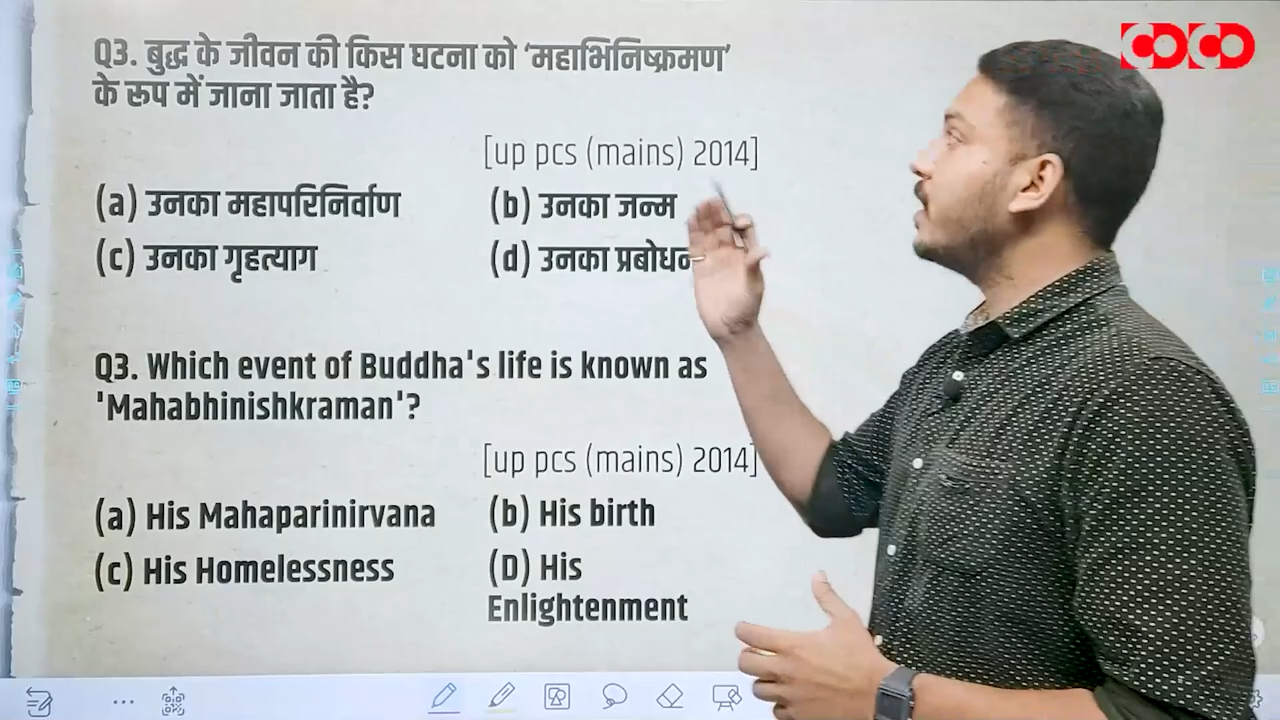 Q3. बुद्ध के जीवन की किस घटना को ‘महाभिनिष्क्रमण’
के रूप में जाना जाता है?
[up pcs (mains) 2014]
(a) उनका महापरिनिर्वाण (b) उनका जन्म
(c) उनका गृहत्याग (d) उनका प्रबोधन
Q3. Which event of Buddha's life is known as
'Mahabhinishkraman'?
[up pcs (mains) 2014]
(a) His Mahaparinirvana (b) His birth
(c) His Homelessness (D) His
Enlightenment